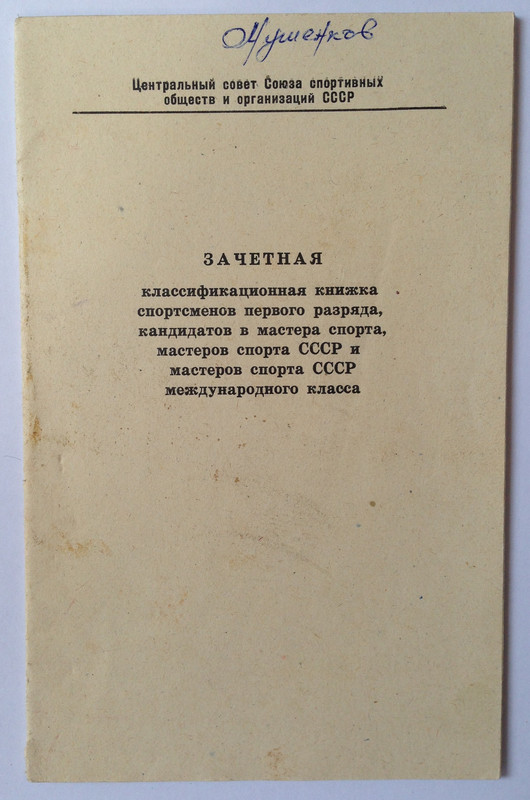 Центральный совет Союза спортивных
обществ и организаций СССР
ЗАЧЕТНАЯ
классификационная книжка
спортсменов первого разряда,
кандидатов в мастера спорта,
мастеров спорта СССР и
мастеров спорта СССР
международного класса